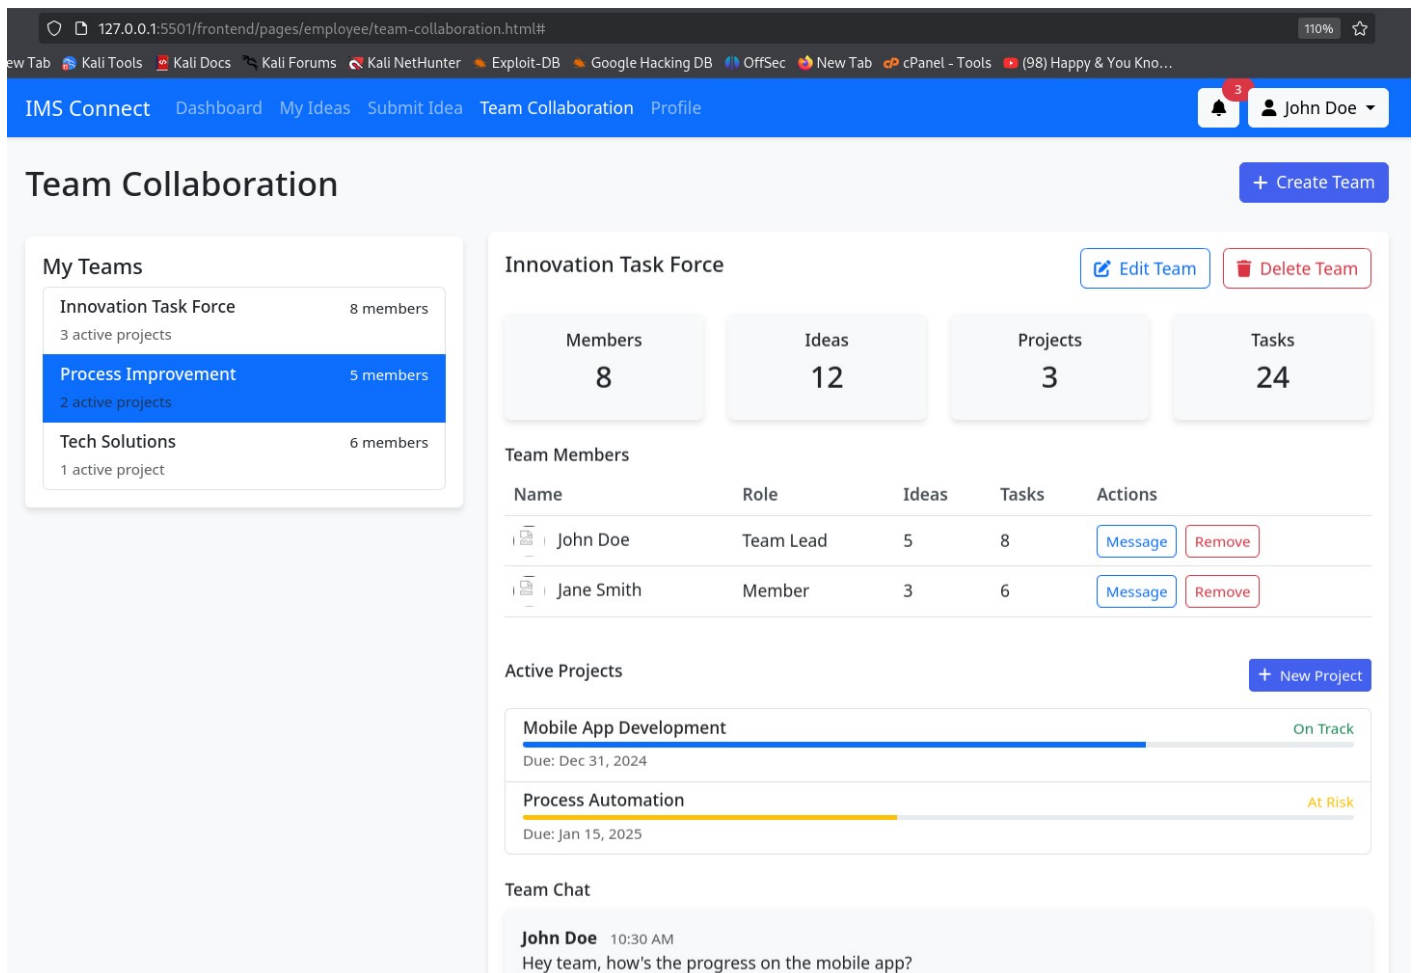 127.0.0.1:5501/frontend/pages/employee/team-collaboration.html# 110%
ew Tab Kali Tools Kali Docs Kali Forums Kali NetHunter Exploit-DB Google Hacking DB OffSec New Tab cPanel - Tools (98) Happy & You Kno...
IMS Connect Dashboard My Ideas Submit Idea Team Collaboration Profile 3 John Doe
Team Collaboration + Create Team
My Teams
Innovation Task Force 8 members
3 active projects
Process Improvement 5 members
2 active projects
Tech Solutions 6 members
1 active project
Innovation Task Force Edit Team Delete Team
Members Ideas Projects Tasks
8 12 3 24
Team Members
Name Role Ideas Tasks Actions
John Doe Team Lead 5 8 Message Remove
Jane Smith Member 3 6 Message Remove
Active Projects + New Project
Mobile App Development On Track
Due: Dec 31, 2024
Process Automation At Risk
Due: Jan 15, 2025
Team Chat
John Doe 10:30 AM
Hey team, how's the progress on the mobile app?